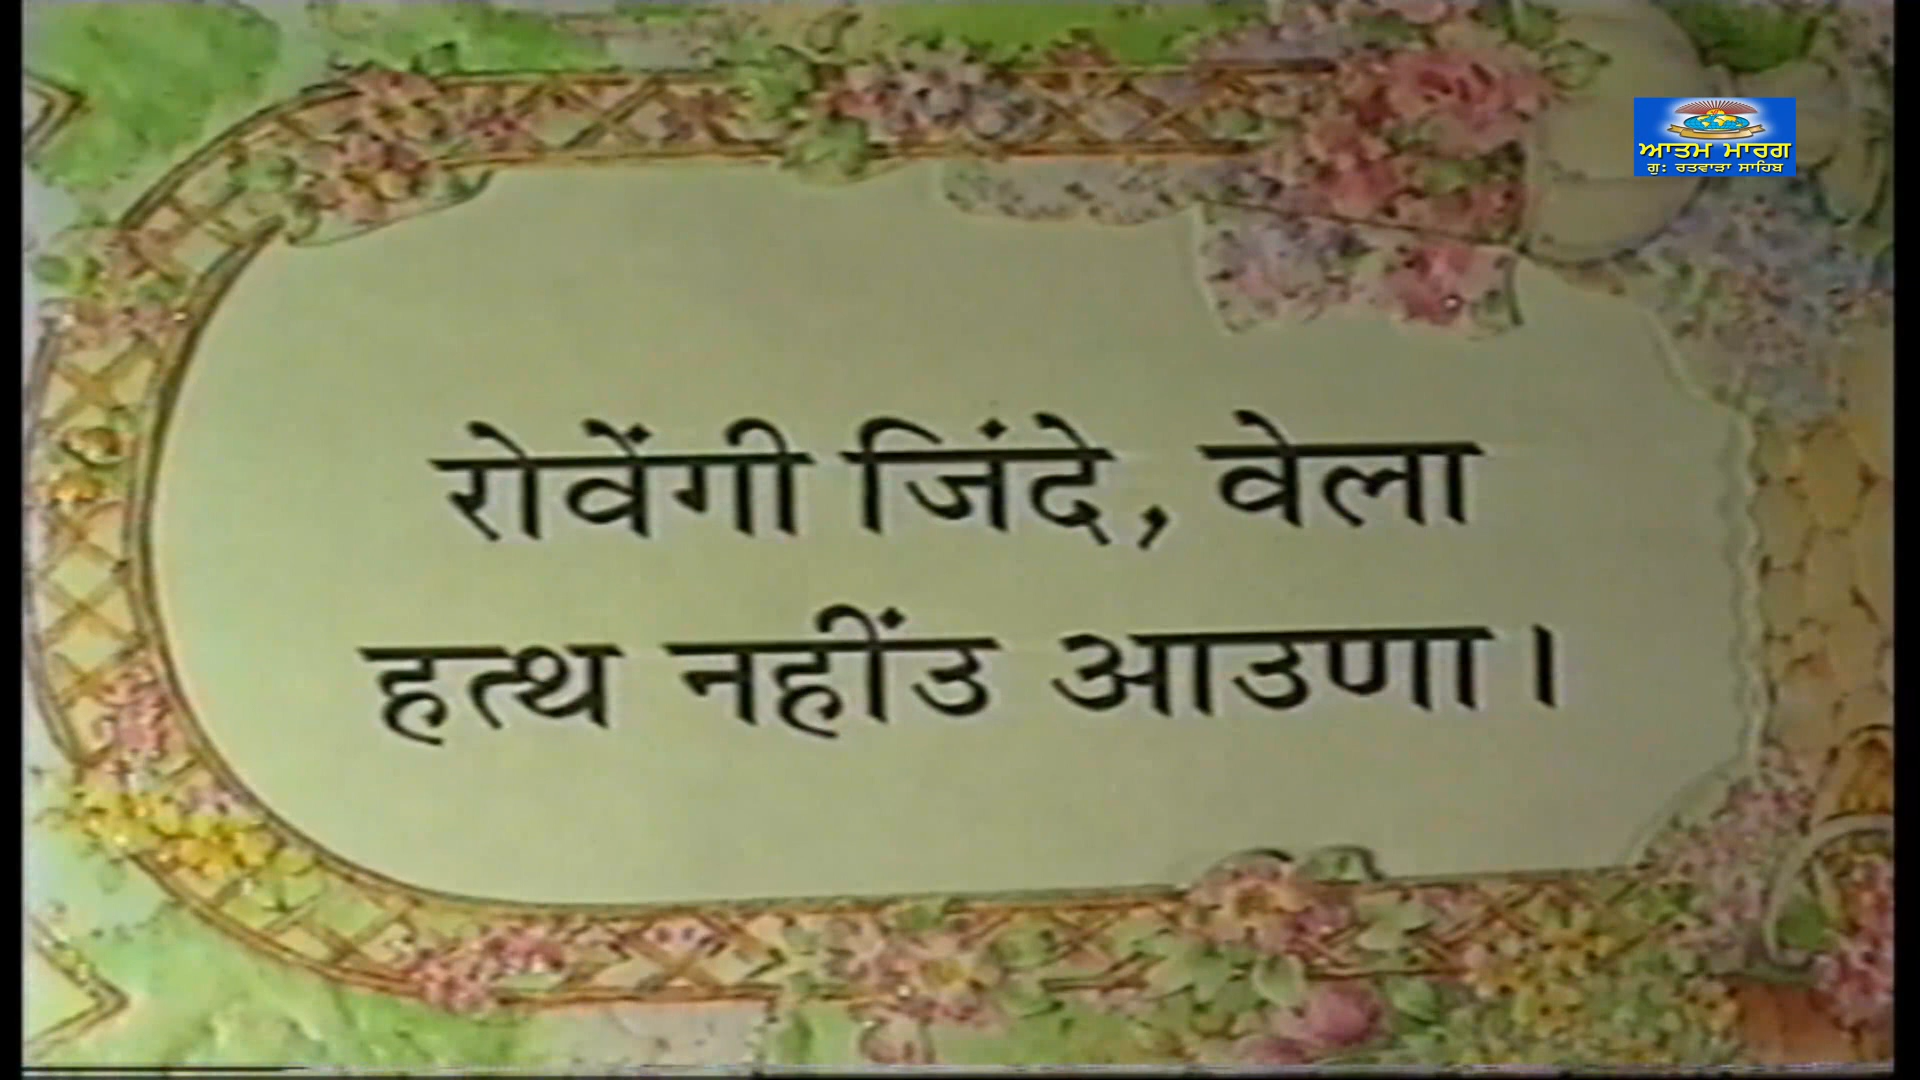 ਆਤਮ ਮਾਰਗ
ਗੁ: ਰਤਵਾੜਾ ਸਾਹਿਬ
रोवेंगी जिंदे, वेला
हत्थ नहींउ आउणा।